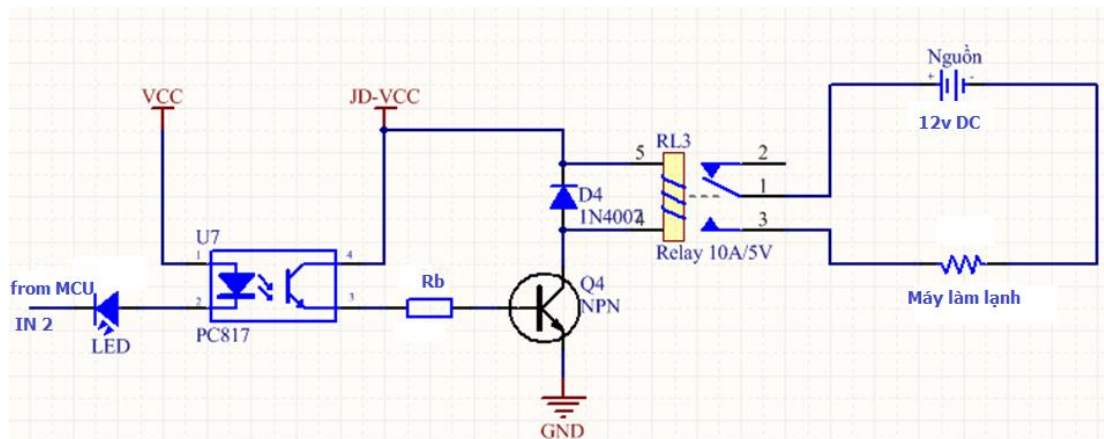 Nguồn
+ -
12v DC
VCC
JD-VCC
RL3
5
2
1
D4
1N4007
4
3
Relay 10A/5V
U7
1
4
from MCU
IN 2
2
3
Rb
Q4
NPN
LED
PC817
Máy làm lạnh
GND